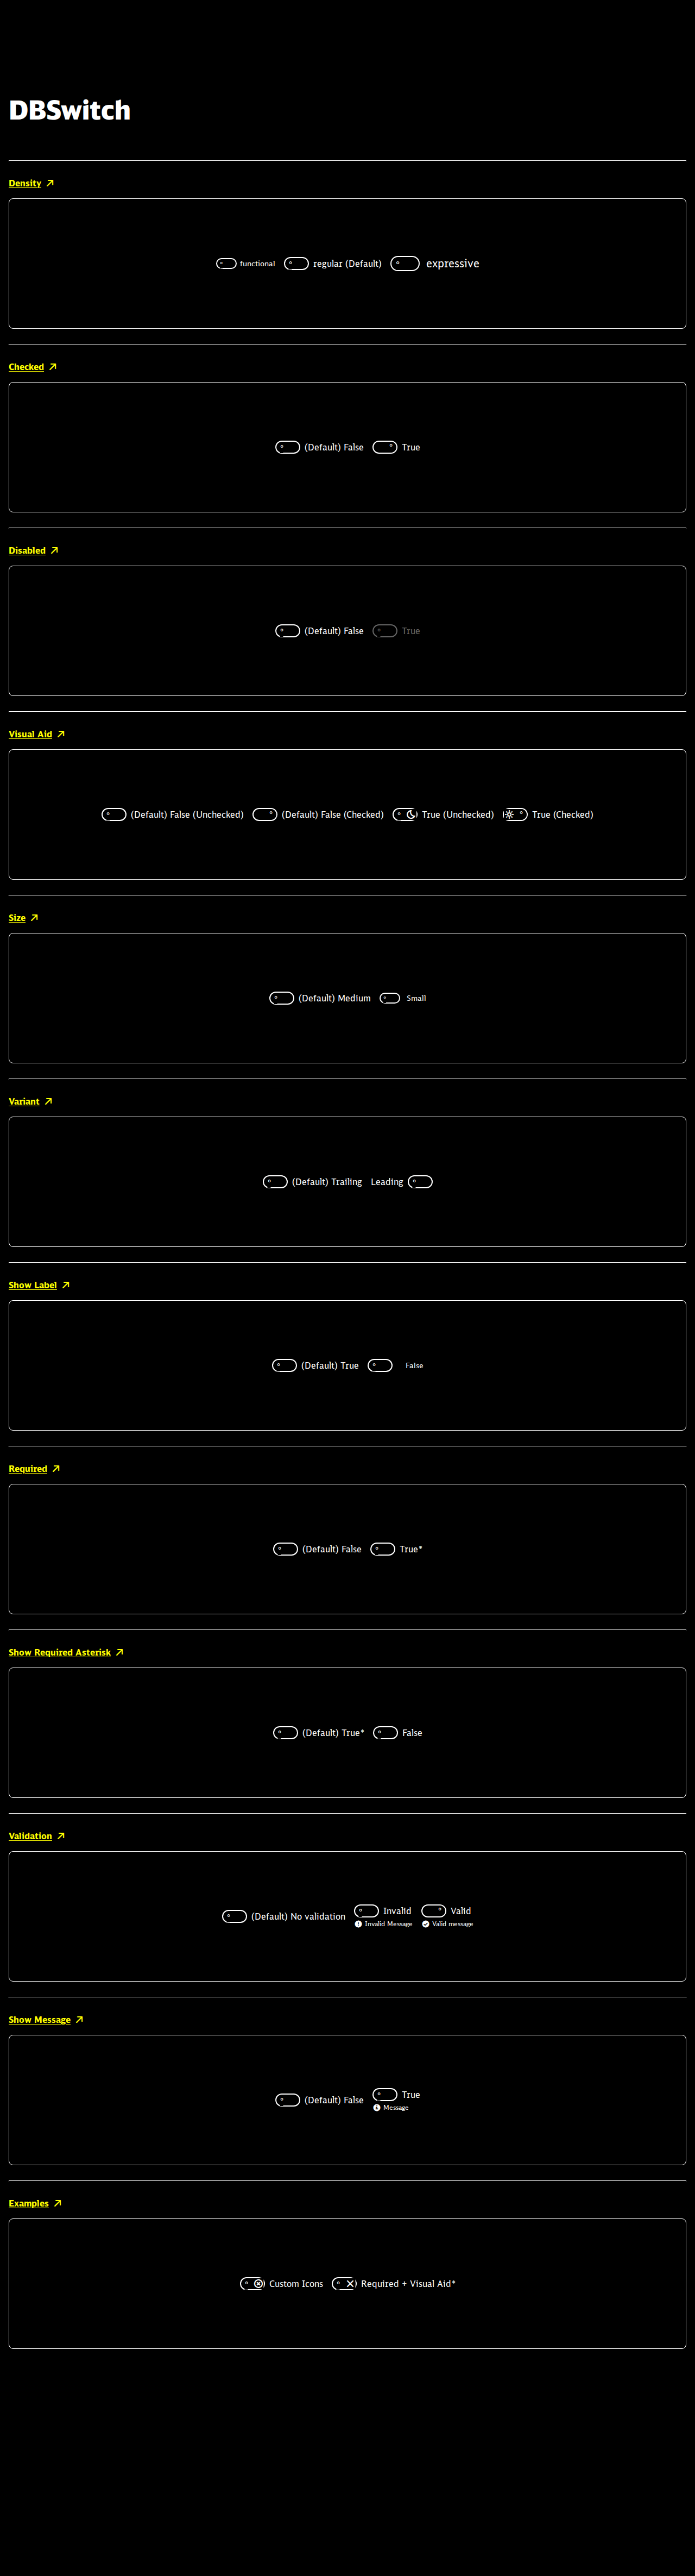 DBSwitch
Density
functional regular (Default) expressive
Checked
(Default) False True
Disabled
(Default) False True
Visual Aid
(Default) False (Unchecked) (Default) False (Checked) True (Unchecked) True (Checked)
Size
(Default) Medium Small
Variant
(Default) Trailing Leading
Show Label
(Default) True False
Required
(Default) False True*
Show Required Asterisk
(Default) True* False
Validation
(Default) No validation Invalid Valid
Invalid Message Valid message
Show Message
(Default) False True
Message
Examples
Custom Icons Required + Visual Aid*